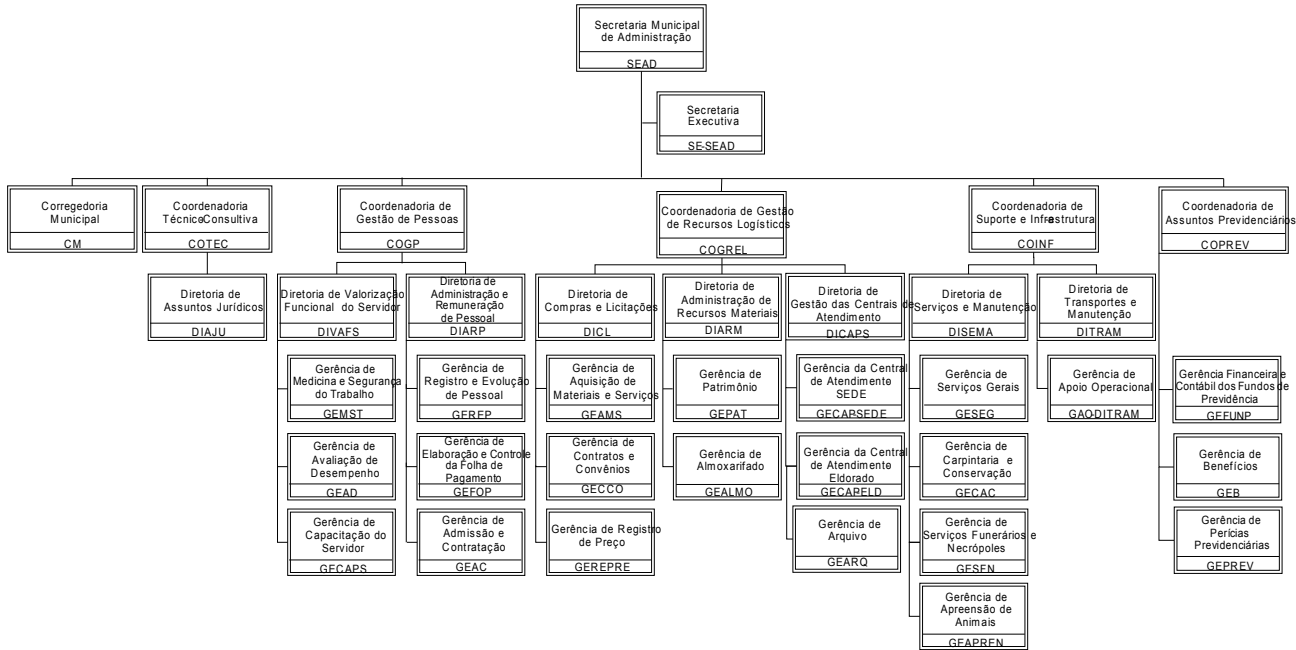 Secretaria Municipal
de Administração
SEAD
Secretaria
Executiva
SE-SEAD
Corregedoria
Municipal
CM
Coordenadoria
Técnico-Consultiva
COTEC
Coordenadoria de
Gestão de Pessoas
COGP
Coordenadoria de Gestão
de Recursos Logísticos
COGREL
Coordenadoria de
Suporte e Infra-estrutura
COINF
Coordenadoria de
Assuntos Previdenciários
COPREV
Diretoria de
Assuntos Jurídicos
DIAJU
Diretoria de Valorização
Funcional do Servidor
DIVAFS
Diretoria de
Administração e
Remuneração
de Pessoal
DIARP
Diretoria de
Compras e Licitações
DICL
Diretoria de
Administração de
Recursos Materiais
DIARM
Diretoria de
Gestão das Centrais de
Atendimento
DICAPS
Diretoria de
Serviços e Manutenção
DISEMA
Diretoria de
Transportes e
Manutenção
DITRAM
Gerência de
Medicina e Segurança
do Trabalho
GEMST
Gerência de
Registro e Evolução
de Pessoal
GEREP
Gerência de
Aquisição de
Materiais e Serviços
GEAMS
Gerência de
Patrimônio
GEPAT
Gerência da Central
de Atendimente
SEDE
GECAP-SEDE
Gerência de
Serviços Gerais
GESEG
Gerência de
Apoio Operacional
GAO-DITRAM
Gerência Financeira e
Contábil dos Fundos de
Previdência
GEFUNP
Gerência de
Avaliação de
Desempenho
GEAD
Gerência de
Elaboração e Controle
da Folha de
Pagamento
GEFOP
Gerência de
Contratos e
Convênios
GECCO
Gerência de
Almoxarifado
GEALMO
Gerência da Central
de Atendimente
Eldorado
GECAP-ELD
Gerência de
Carpintaria e
Conservação
GECAC
Gerência de
Benefícios
GEB
Gerência de
Capacitação do
Servidor
GECAPS
Gerência de
Admissão e
Contratação
GEAC
Gerência de Registro
de Preço
GEREPRE
Gerência de
Arquivo
GEARQ
Gerência de
Serviços Funerários e
Necrópoles
GESEN
Gerência de
Perícias
Previdenciárias
GEPREV
Gerência de
Apreensão de
Animais
GEAPREN